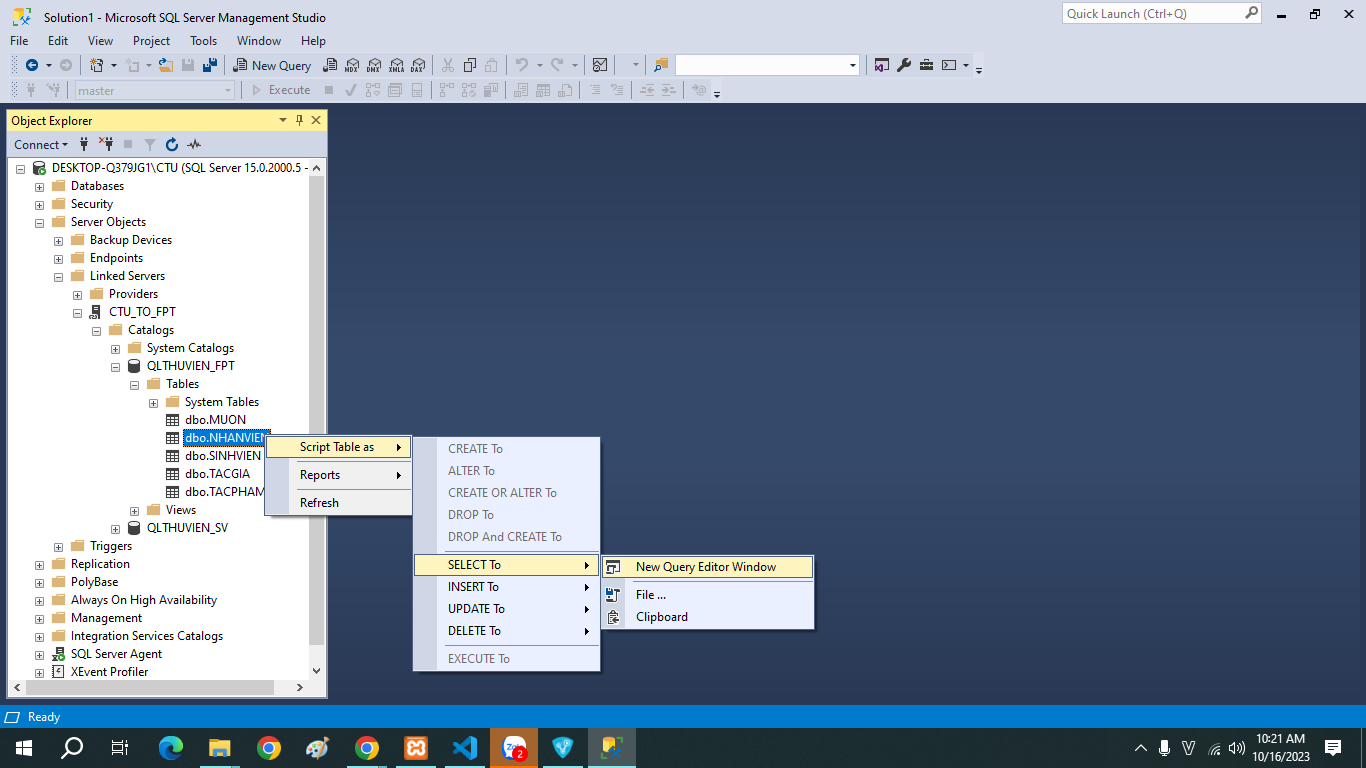 Solution1 - Microsoft SQL Server Management Studio
Quick Launch (Ctrl+Q)
File Edit View Project Tools Window Help
New Query MDX DMX XMLA DAX
master Execute
Object Explorer
Connect
DESKTOP-Q379JG1\CTU (SQL Server 15.0.2000.5 -
Databases
Security
Server Objects
Backup Devices
Endpoints
Linked Servers
Providers
CTU_TO_FPT
Catalogs
System Catalogs
QLTHUVIEN_FPT
Tables
System Tables
dbo.MUON
dbo.NHANVIEN
dbo.SINHVIEN
dbo.TACGIA
dbo.TACPHAM
Views
QLTHUVIEN_SV
Triggers
Replication
PolyBase
Always On High Availability
Management
Integration Services Catalogs
SQL Server Agent
XEvent Profiler
Script Table as
Reports
Refresh
CREATE To
ALTER To
CREATE OR ALTER To
DROP To
DROP And CREATE To
SELECT To
INSERT To
UPDATE To
DELETE To
EXECUTE To
New Query Editor Window
File ...
Clipboard
Ready
2
V
10:21 AM
10/16/2023